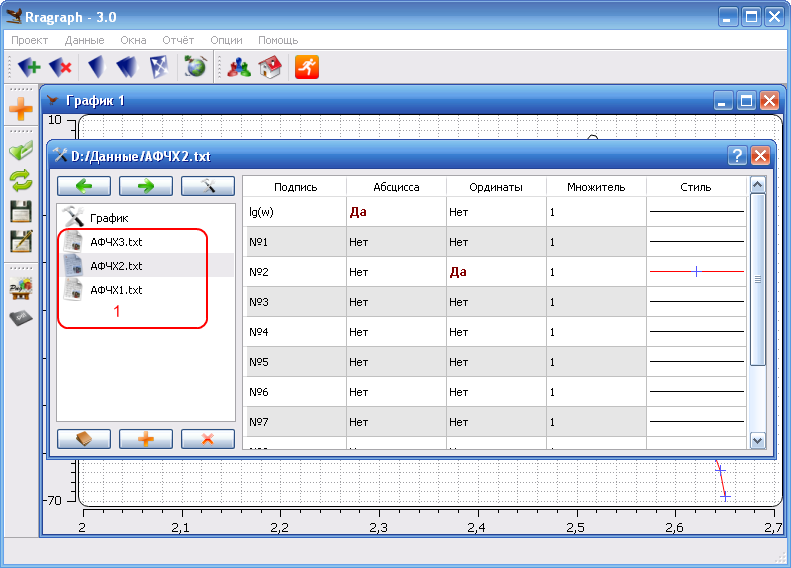 Rragraph - 3.0
Проект Данные Окна Отчёт Опции Помощь
График 1
10
D:/Данные/АФЧХ2.txt
Подпись Абсцисса Ординаты Множитель Стиль
График
АФЧХ3.txt
АФЧХ2.txt
АФЧХ1.txt
1
lg(w) Да Нет 1
№1 Нет Нет 1
№2 Нет Да 1
№3 Нет Нет 1
№4 Нет Нет 1
№5 Нет Нет 1
№6 Нет Нет 1
№7 Нет Нет 1
-70
2 2,1 2,2 2,3 2,4 2,5 2,6 2,7